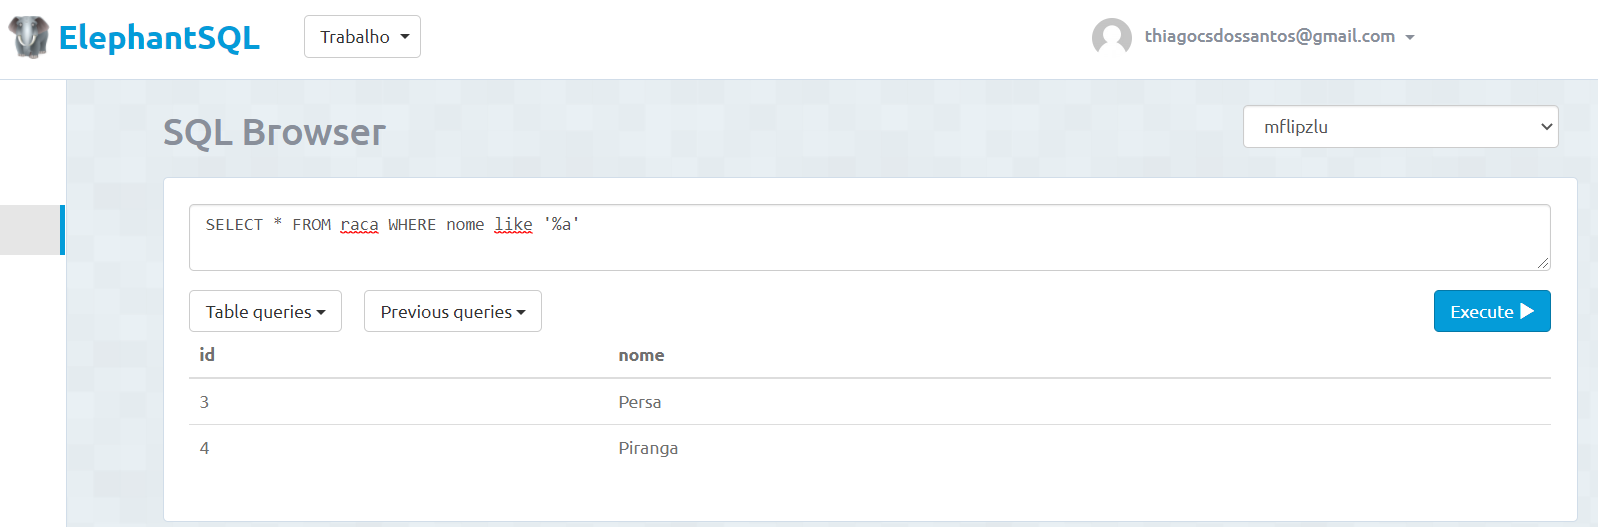 ElephantSQL
Trabalho
thiagocsdossantos@gmail.com
SQL Browser
mflipzlu
SELECT * FROM raca WHERE nome like '%a'
Table queries
Previous queries
Execute
id nome
3 Persa
4 Piranga